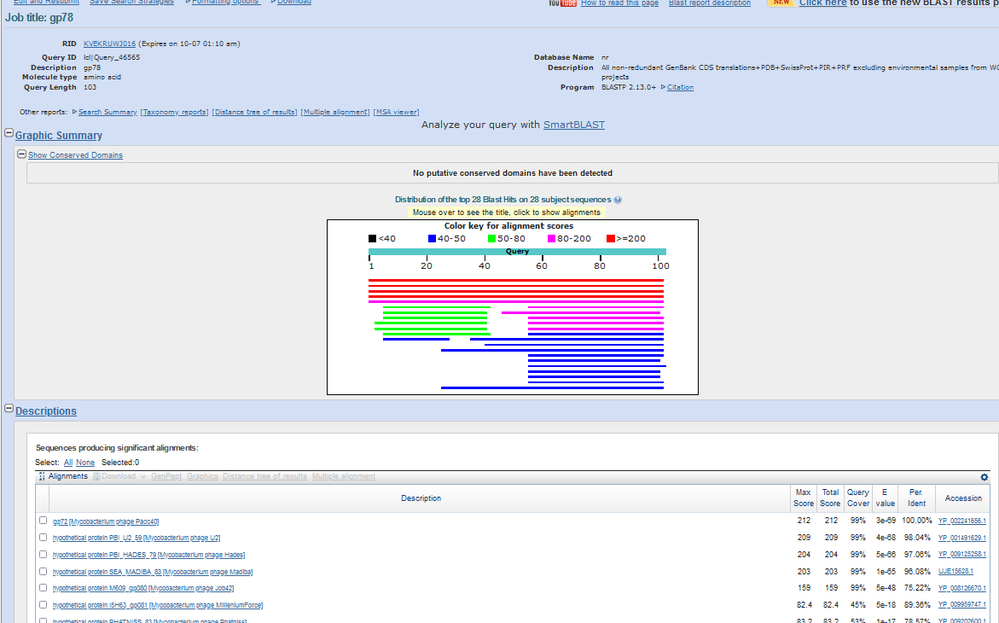 Edit and Resubmit Save Search Strategies Formatting options Download You Tube How to read this page Blast report description NEW Click here to use the new BLAST results p
Job title: gp78
RID KVEKRUWJ016 (Expires on 10-07 01:10 am)
Query ID lcl|Query_46565 Database Name nr
Description gp78 Description All non-redundant GenBank CDS translations+PDB+SwissProt+PIR+PRF excluding environmental samples from WG
Molecule type amino acid projects
Query Length 103 Program BLASTP 2.13.0+ Citation
Other reports: Search Summary [Taxonomy reports] [Distance tree of results] [Multiple alignment] [MSA viewer]
Analyze your query with SmartBLAST
Graphic Summary
Show Conserved Domains
No putative conserved domains have been detected
Distribution of the top 28 Blast Hits on 28 subject sequences
Mouse over to see the title, click to show alignments
Color key for alignment scores
<40 40-50 50-80 80-200 >=200
Query
1 20 40 60 80 100
Descriptions
Sequences producing significant alignments:
Select: All None Selected:0
Alignments Download GenPept Graphics Distance tree of results Multiple alignment
Description Max Score Total Score Query Cover E value Per. Ident Accession
gp72 [Mycobacterium phage Pacc40] 212 212 99% 3e-69 100.00% YP_002241656.1
hypothetical protein PBI_U2_59 [Mycobacterium phage U2] 209 209 99% 4e-68 98.04% YP_001491629.1
hypothetical protein PBI_HADES_79 [Mycobacterium phage Hades] 204 204 99% 5e-66 97.06% YP_009125258.1
hypothetical protein SEA_MADIBA_83 [Mycobacterium phage Madiba] 203 203 99% 1e-65 96.08% UJE15628.1
hypothetical protein M609_gp080 [Mycobacterium phage Job42] 159 159 99% 5e-48 75.22% YP_008126670.1
hypothetical protein I5H63_gp081 [Mycobacterium phage MilleniumForce] 82.4 82.4 45% 5e-18 89.36% YP_009959747.1
hypothetical protein PHATNISS_83 [Mycobacterium phage Phatniss] 83.2 83.2 53% 1e-17 78.57% YP_009202600.1